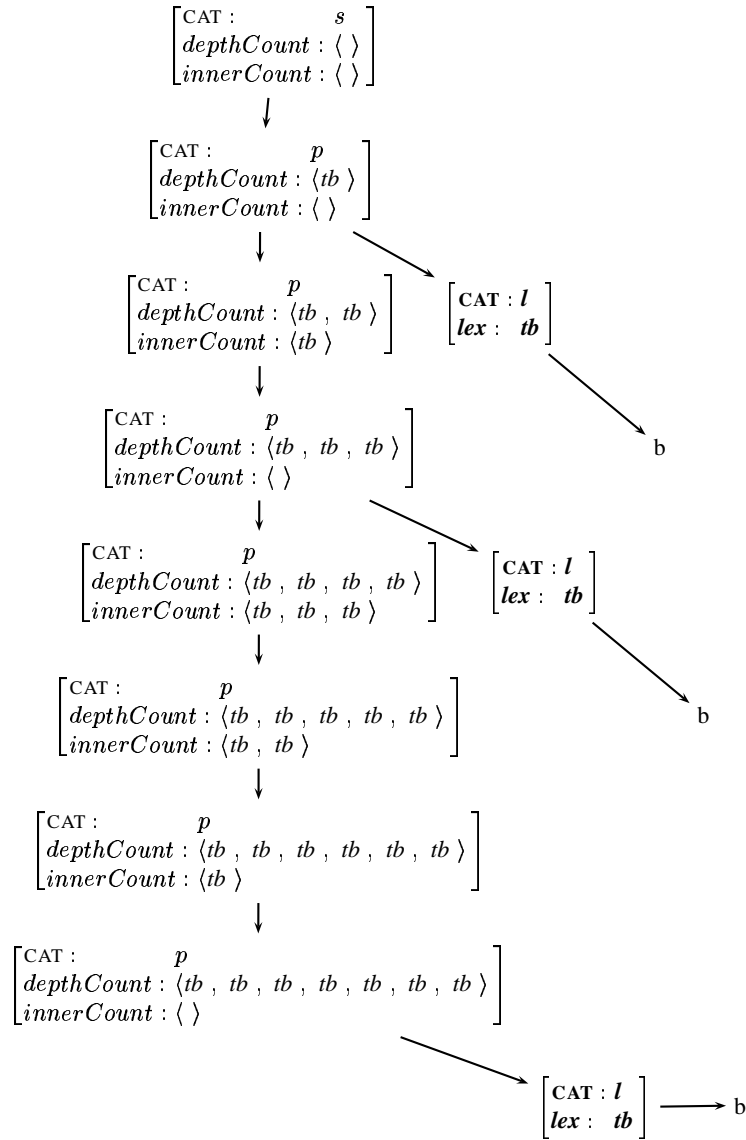 CAT : s
depthCount : ⟨ ⟩
innerCount : ⟨ ⟩
CAT : p
depthCount : ⟨tb ⟩
innerCount : ⟨ ⟩
CAT : p
depthCount : ⟨tb , tb ⟩
innerCount : ⟨tb ⟩
CAT : l
lex : tb
b
CAT : p
depthCount : ⟨tb , tb , tb ⟩
innerCount : ⟨ ⟩
CAT : p
depthCount : ⟨tb , tb , tb , tb ⟩
innerCount : ⟨tb , tb , tb ⟩
CAT : l
lex : tb
b
CAT : p
depthCount : ⟨tb , tb , tb , tb , tb ⟩
innerCount : ⟨tb , tb ⟩
CAT : p
depthCount : ⟨tb , tb , tb , tb , tb , tb ⟩
innerCount : ⟨tb ⟩
CAT : p
depthCount : ⟨tb , tb , tb , tb , tb , tb , tb ⟩
innerCount : ⟨ ⟩
CAT : l
lex : tb
b